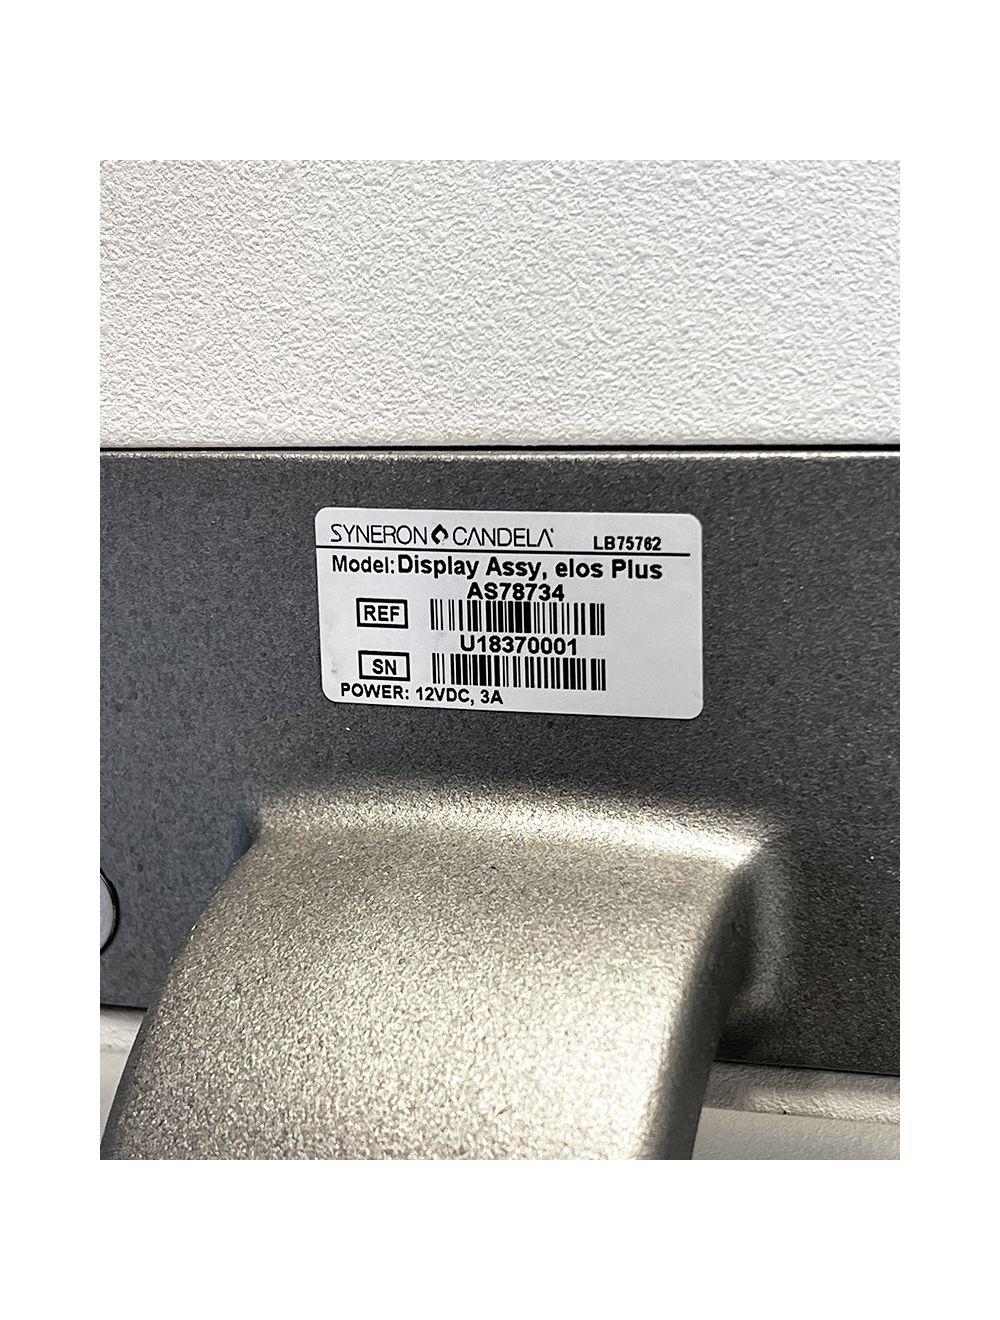 SYNERON CANDELA LB75762
Model: Display Assy, elos Plus
AS78734
REF
U18370001
SN
POWER: 12VDC, 3A